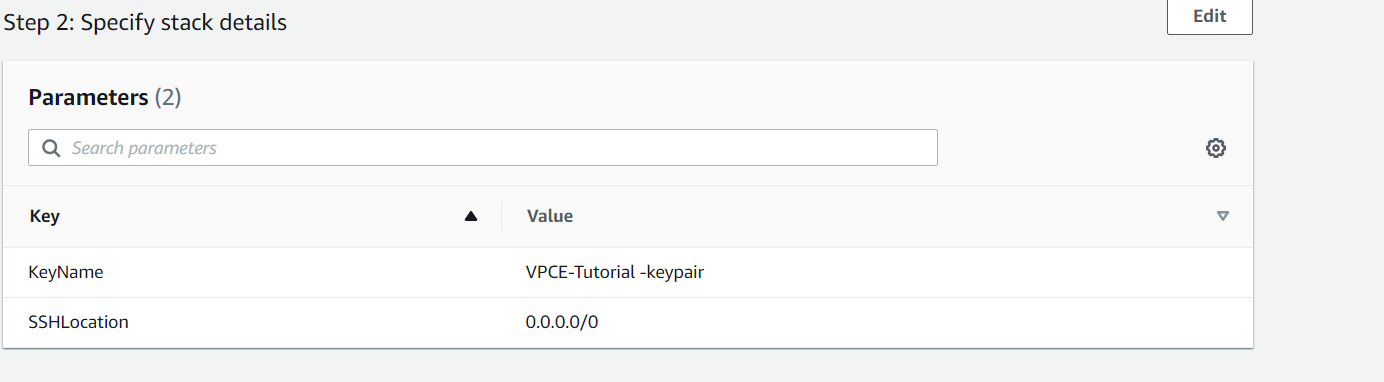 Step 2: Specify stack details
Edit
Parameters (2)
Search parameters
Key
Value
KeyName
VPCE-Tutorial -keypair
SSHLocation
0.0.0.0/0